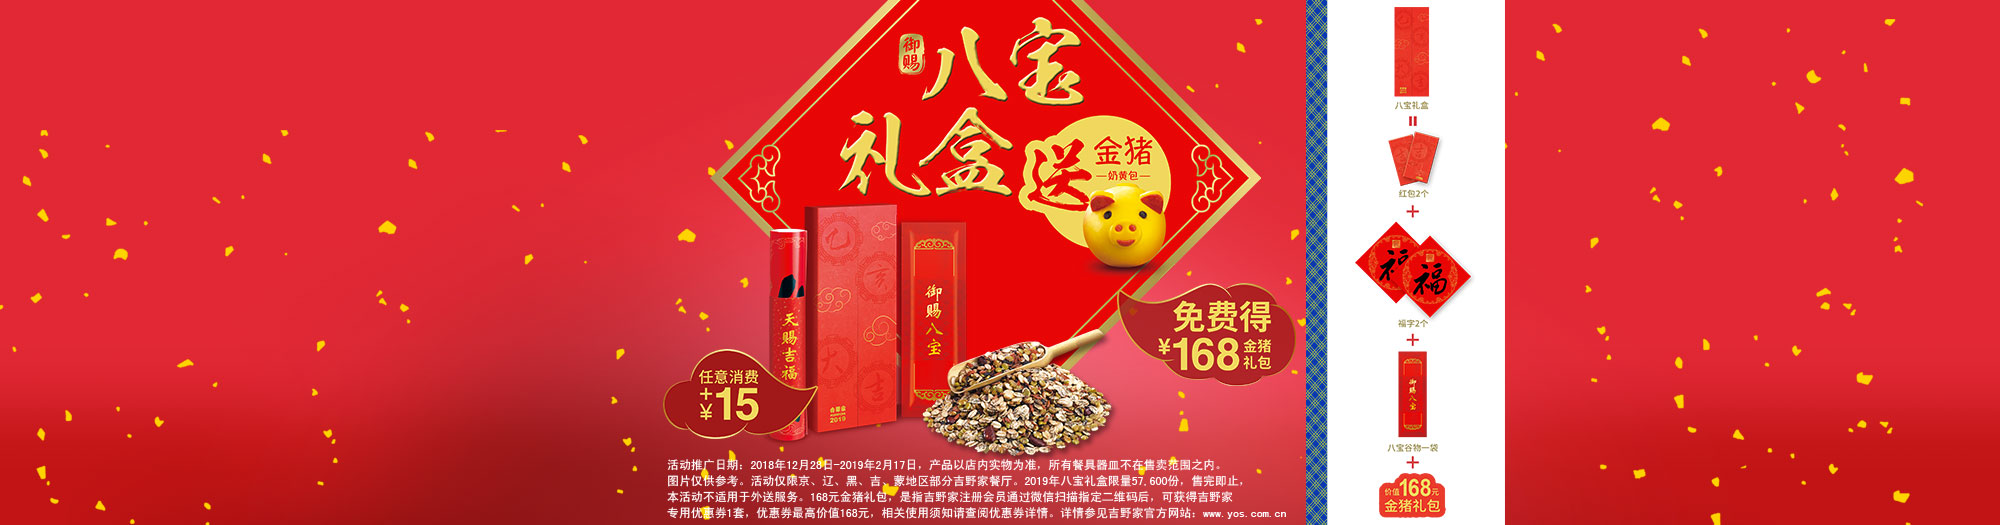 御赐
八宝
礼盒
送
金猪
—奶黄包—
天赐吉福
乙亥大吉
吉野家
2019
御赐八宝
任意消费
+¥15
免费得
¥168金猪礼包
活动推广日期：2018年12月28日-2019年2月17日，产品以店内实物为准，所有餐具器皿不在售卖范围之内。
图片仅供参考。活动仅限京、辽、黑、吉、蒙地区部分吉野家餐厅。2019年八宝礼盒限量57,600份，售完即止，
本活动不适用于外送服务。168元金猪礼包，是指吉野家注册会员通过微信扫描指定二维码后，可获得吉野家
专用优惠券1套，优惠券最高价值168元，相关使用须知请查阅优惠券详情。详情参见吉野家官方网站：www.yos.com.cn
八宝礼盒
=
红包2个
+
福
福
福字2个
+
御赐八宝
八宝谷物一袋
+
价值168元
金猪礼包